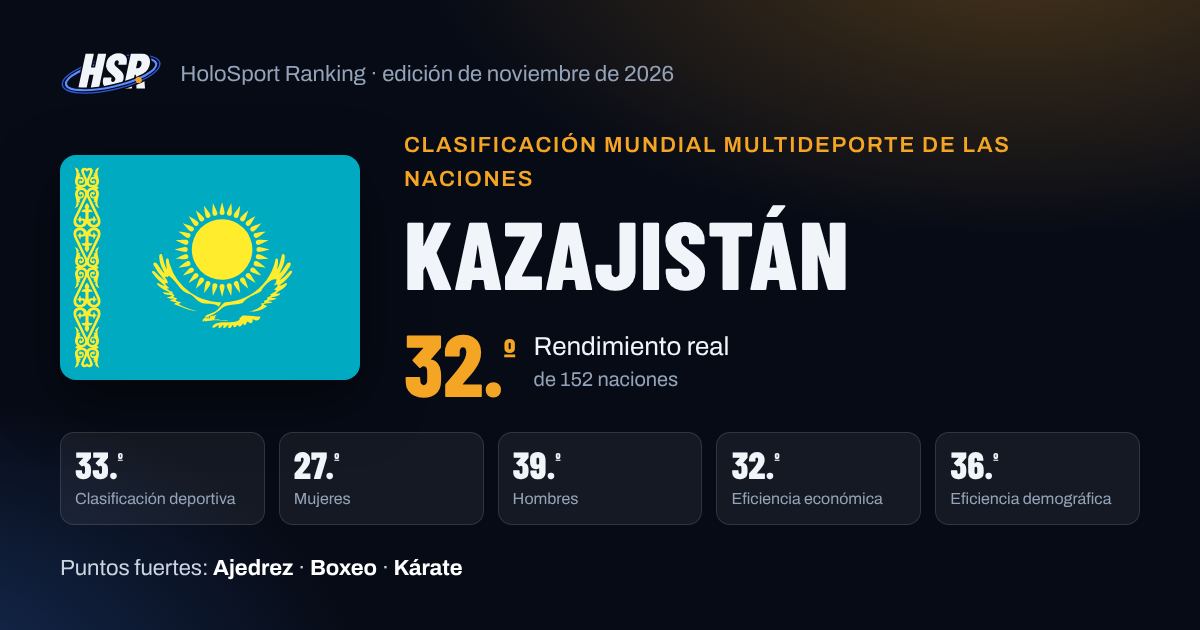 HSR
HoloSport Ranking · edición de noviembre de 2026
CLASIFICACIÓN MUNDIAL MULTIDEPORTE DE LAS
NACIONES
KAZAJISTÁN
32.º Rendimiento real
de 152 naciones
33.º
Clasificación deportiva
27.º
Mujeres
39.º
Hombres
32.º
Eficiencia económica
36.º
Eficiencia demográfica
Puntos fuertes: Ajedrez · Boxeo · Kárate